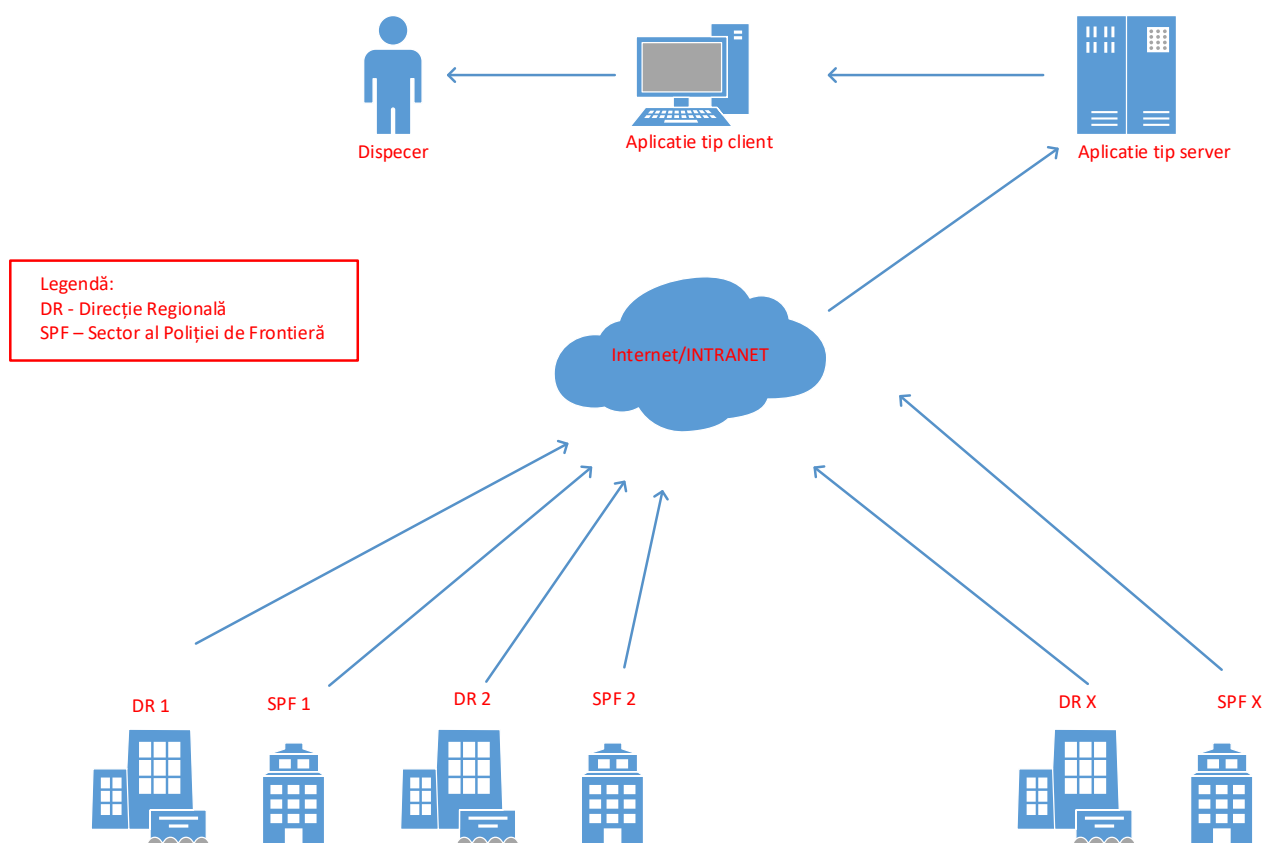 Dispecer
Aplicatie tip client
Aplicatie tip server
Legendă:
DR - Direcție Regională
SPF – Sector al Poliției de Frontieră
Internet/INTRANET
DR 1
SPF 1
DR 2
SPF 2
DR X
SPF X